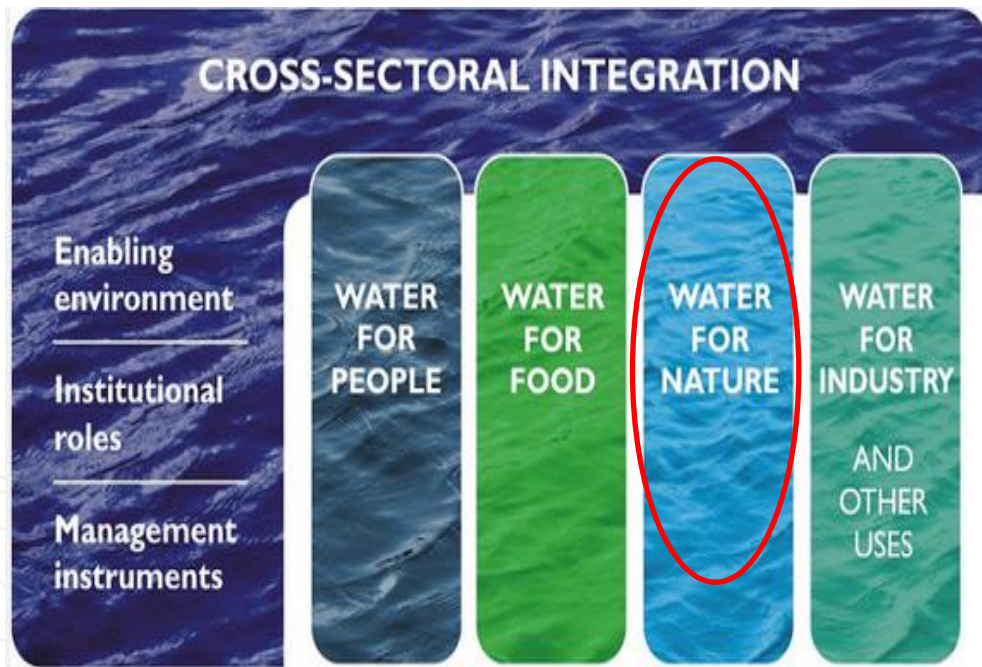 CROSS-SECTORAL INTEGRATION
Enabling
environment
Institutional
roles
Management
instruments
WATER
FOR
PEOPLE
WATER
FOR
FOOD
WATER
FOR
NATURE
WATER
FOR
INDUSTRY
AND
OTHER
USES